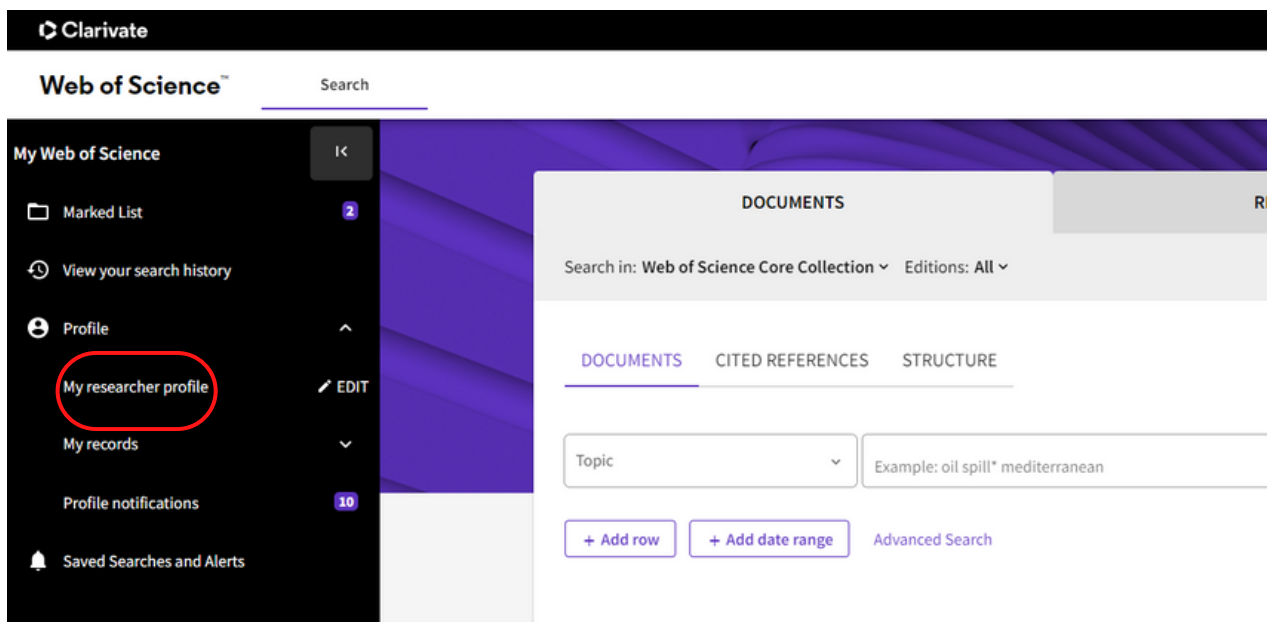 Clarivate
Web of Science™
Search
My Web of Science
Marked List 2
View your search history
Profile
My researcher profile EDIT
My records
Profile notifications 10
Saved Searches and Alerts
DOCUMENTS
Search in: Web of Science Core Collection Editions: All
DOCUMENTS CITED REFERENCES STRUCTURE
Topic
Example: oil spill* mediterranean
+ Add row + Add date range Advanced Search